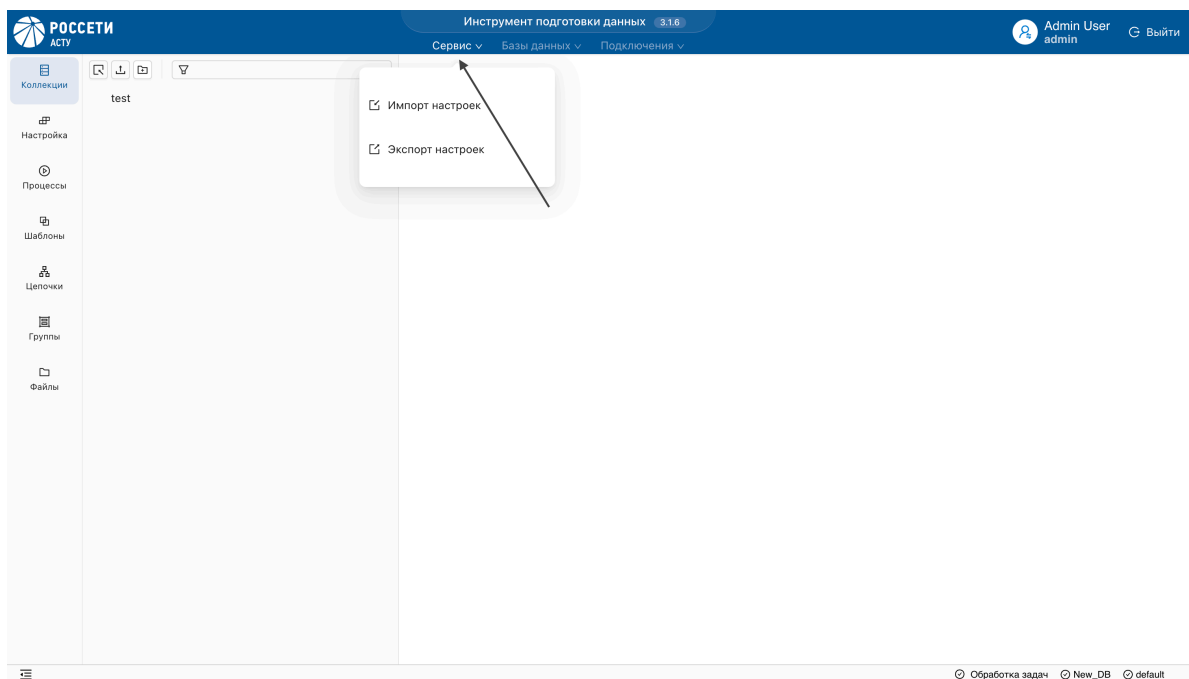 РОССЕТИ
АСТУ
Инструмент подготовки данных 3.1.6
Сервис Базы данных Подключения
Admin User
admin
Выйти
Коллекции
Настройка
Процессы
Шаблоны
Цепочки
Группы
Файлы
test
Импорт настроек
Экспорт настроек
Обработка задач New_DB default